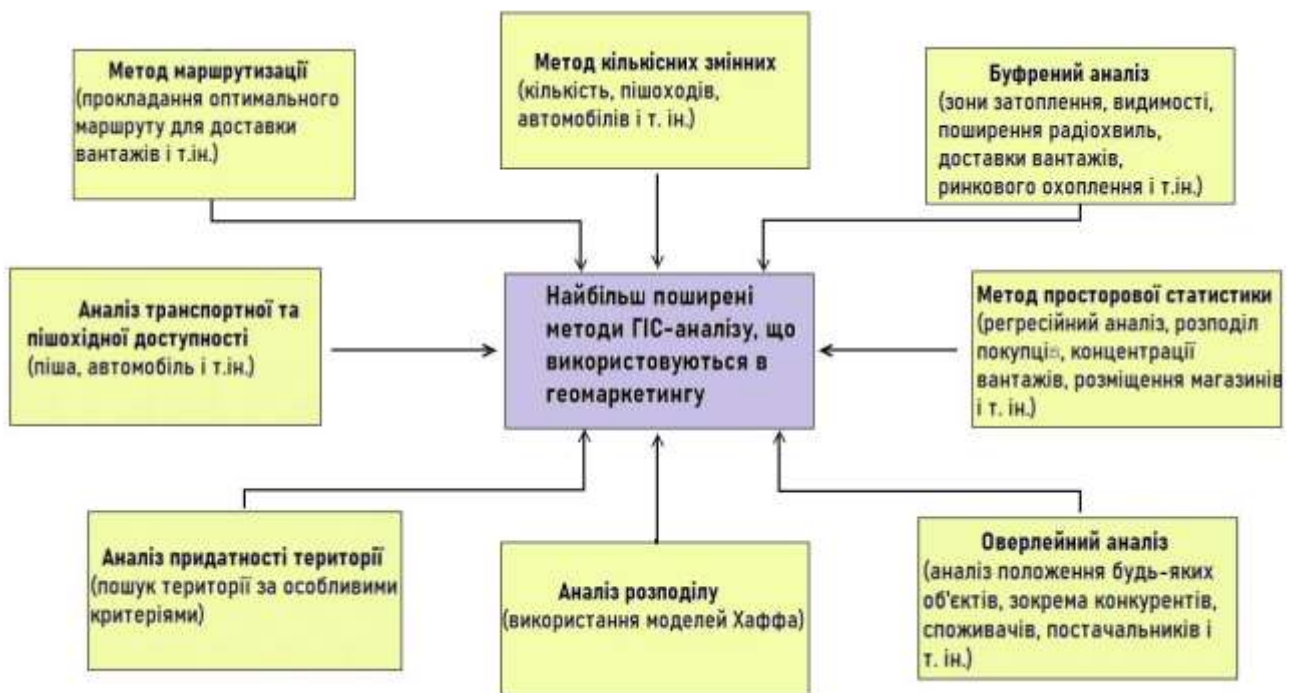 Метод маршрутизації
(прокладання оптимального
маршруту для доставки
вантажів і т.ін.)
Метод кількісних змінних
(кількість, пішоходів,
автомобілів і т. ін.)
Буфрений аналіз
(зони затоплення, видимості,
поширення радіохвиль,
доставки вантажів,
ринкового охоплення і т.ін.)
Аналіз транспортної та
пішохідної доступності
(піша, автомобіль і т.ін.)
Найбільш поширені
методи ГІС-аналізу, що
використовуються в
геомаркетингу
Метод просторової статистики
(регресійний аналіз, розподіл
покупців, концентрації
вантажів, розміщення магазинів
і т. ін.)
Аналіз придатності території
(пошук території за особливими
критеріями)
Аналіз розподілу
(використання моделей Хаффа)
Оверлейний аналіз
(аналіз положення будь-яких
об'єктів, зокрема конкурентів,
споживачів, постачальників і
т. ін.)